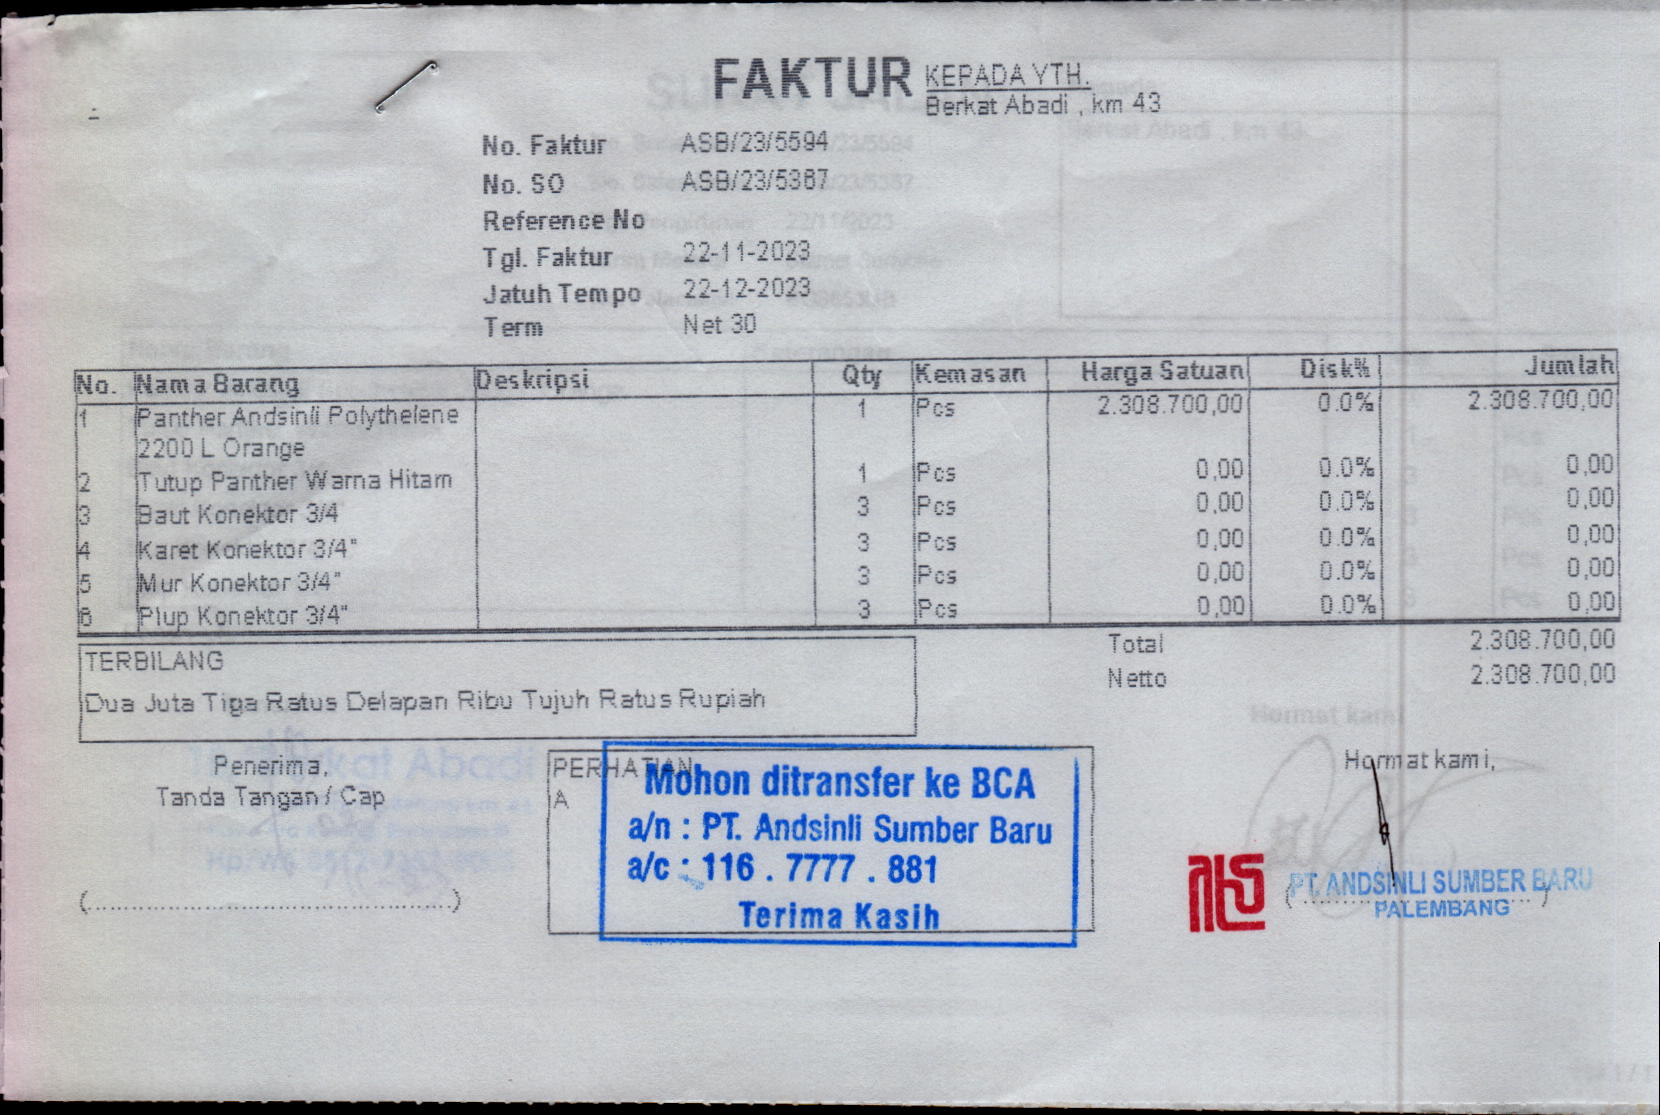 FAKTUR
KEPADA YTH.
Berkat Abadi , km 43
No. Faktur ASB/23/5594
No. SO ASB/23/5367
Reference No
Tgl. Faktur 22-11-2023
Jatuh Tempo 22-12-2023
Term Net 30
No. Nama Barang Deskripsi Qty Kemasan Harga Satuan Disk% Jumlah
1 Panther Andsinli Polythelene 1 Pcs 2.308.700,00 0.0% 2.308.700,00
2200 L Orange
2 Tutup Panther Warna Hitam 1 Pcs 0,00 0.0% 0,00
3 Baut Konektor 3/4 3 Pcs 0,00 0.0% 0,00
4 Karet Konektor 3/4" 3 Pcs 0,00 0.0% 0,00
5 Mur Konektor 3/4" 3 Pcs 0,00 0.0% 0,00
6 Plup Konektor 3/4" 3 Pcs 0,00 0.0% 0,00
Total 2.308.700,00
Netto 2.308.700,00
TERBILANG
Dua Juta Tiga Ratus Delapan Ribu Tujuh Ratus Rupiah
Penerima,
Tanda Tangan / Cap
(.................................................)
PERHATIAN
A
Mohon ditransfer ke BCA
a/n : PT. Andsinli Sumber Baru
a/c : 116 . 7777 . 881
Terima Kasih
Hormat kami,
PT. ANDSINLI SUMBER BARU
PALEMBANG